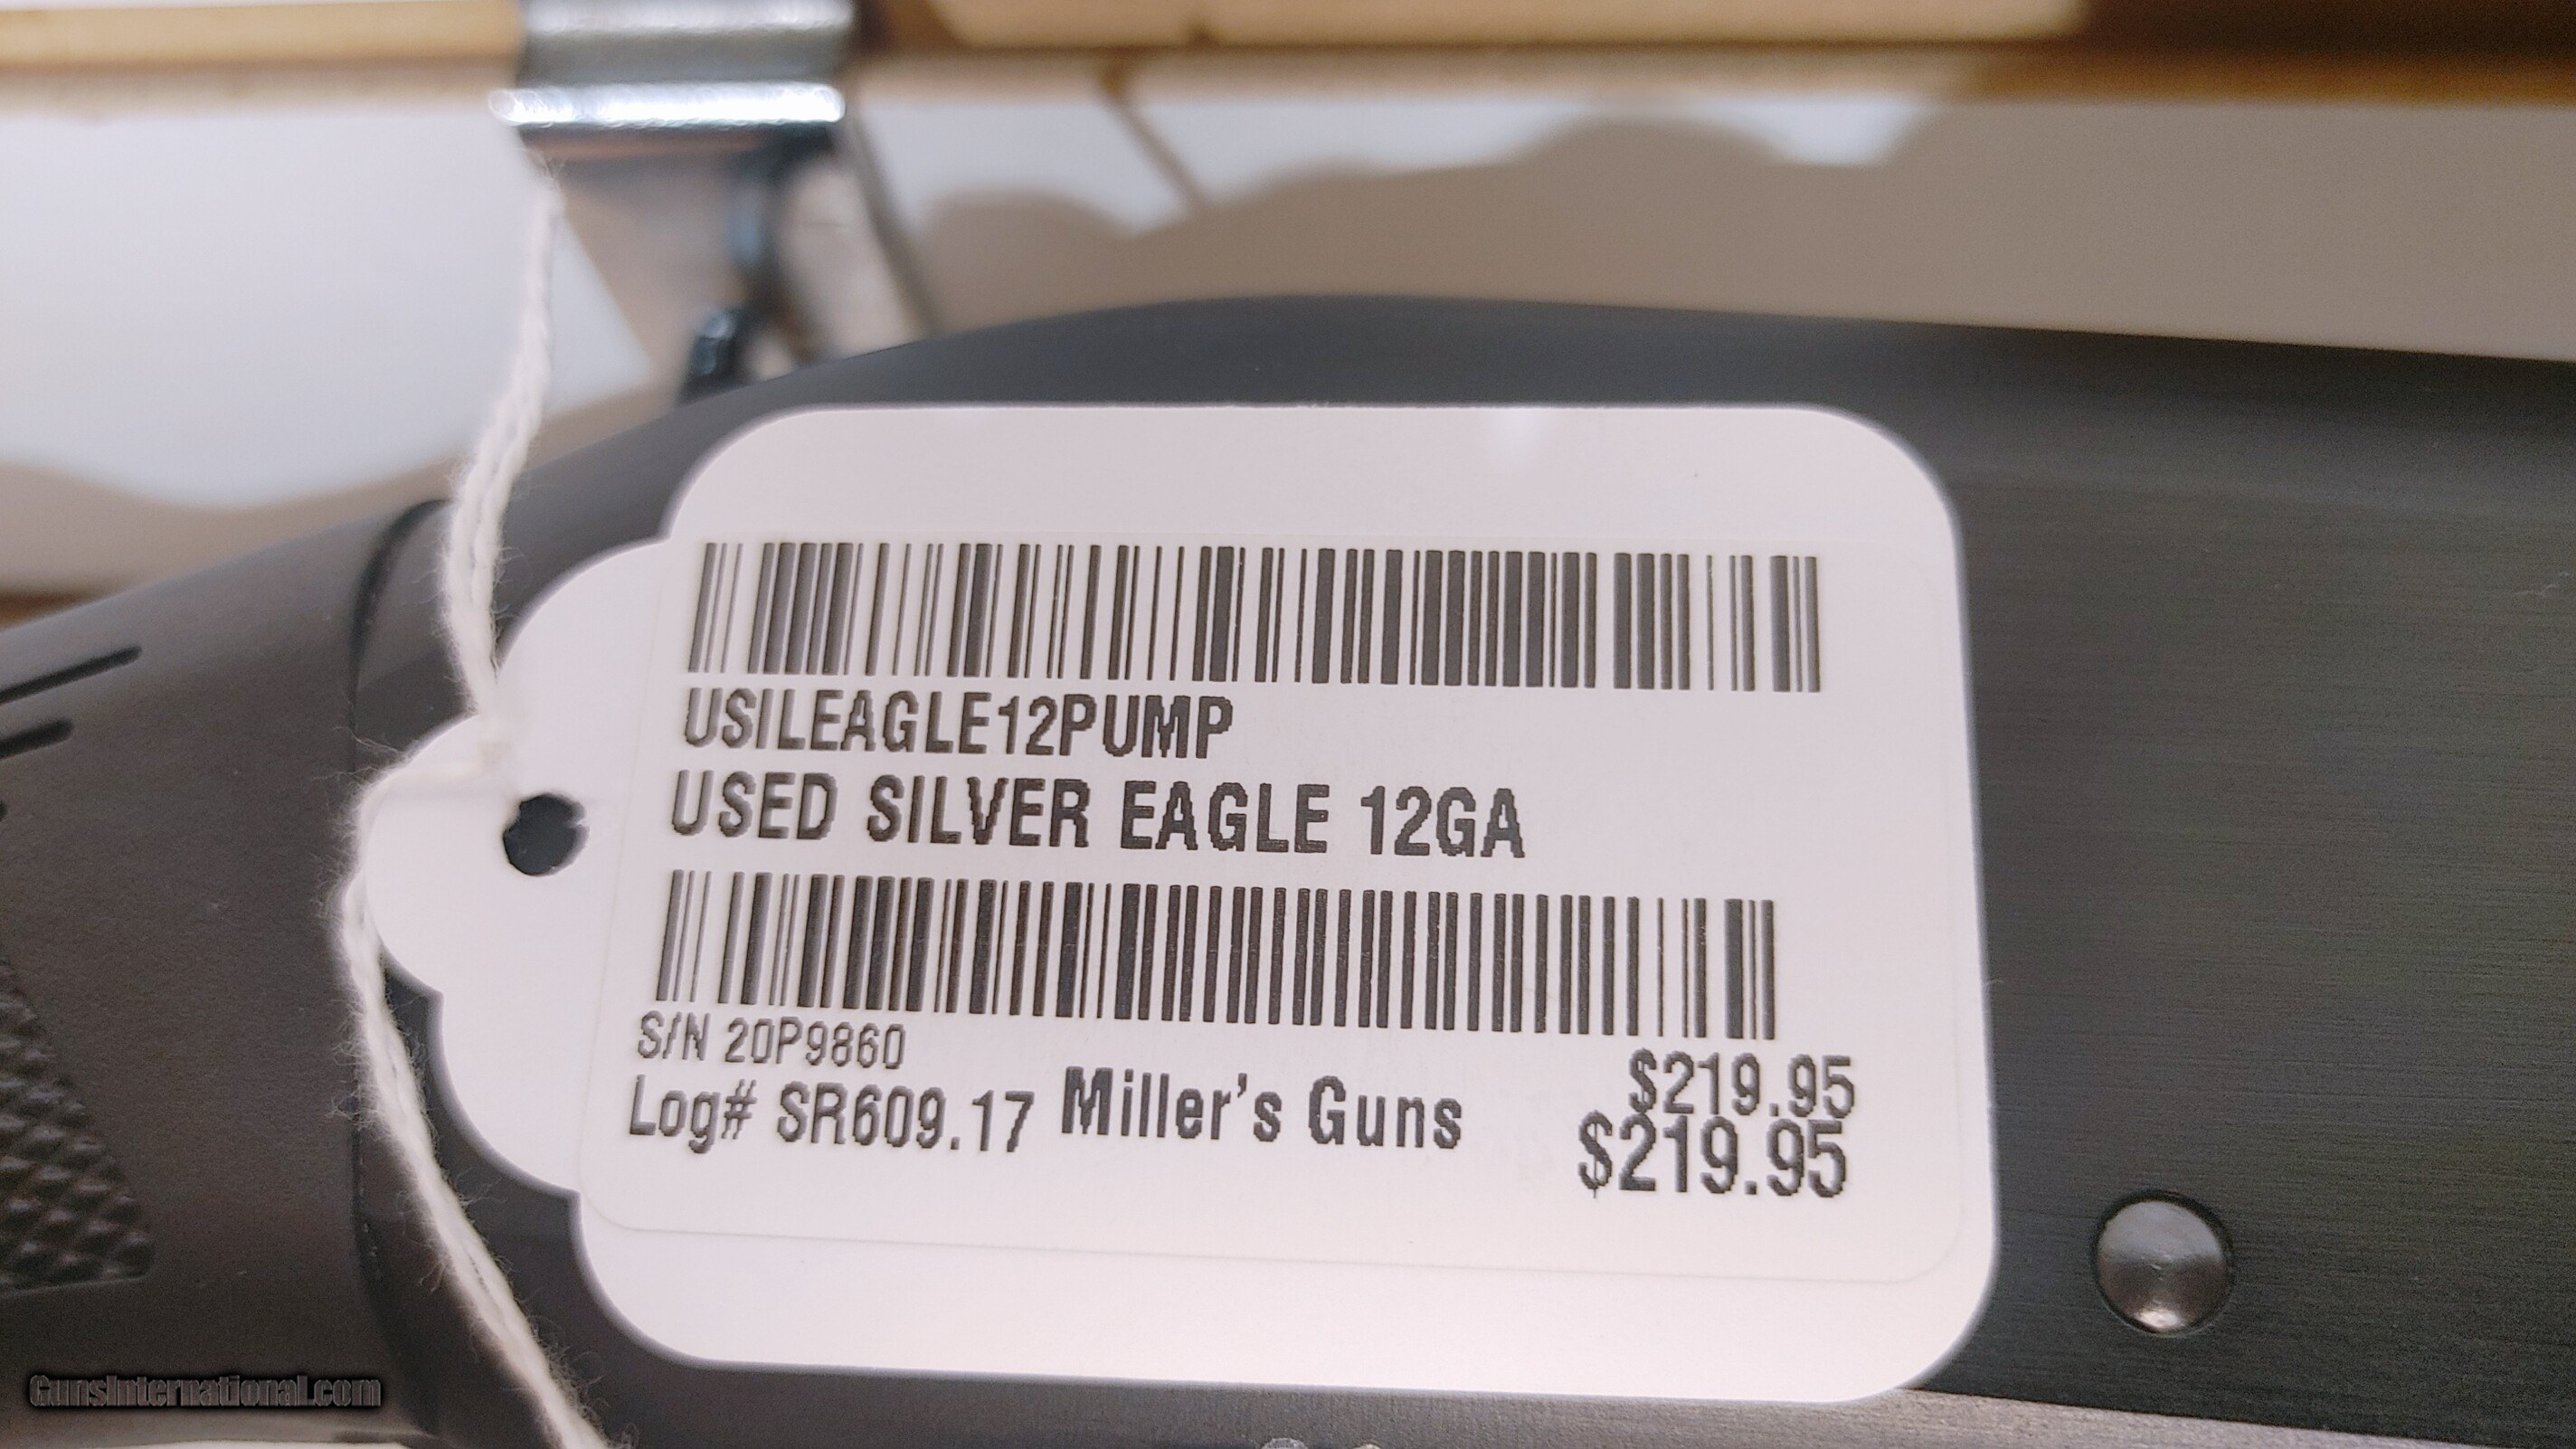 USILEAGLE12PUMP
USED SILVER EAGLE 12GA
S/N 20P9860
$219.95
Log# SR609.17 Miller's Guns
$219.95
GunsInternational.com